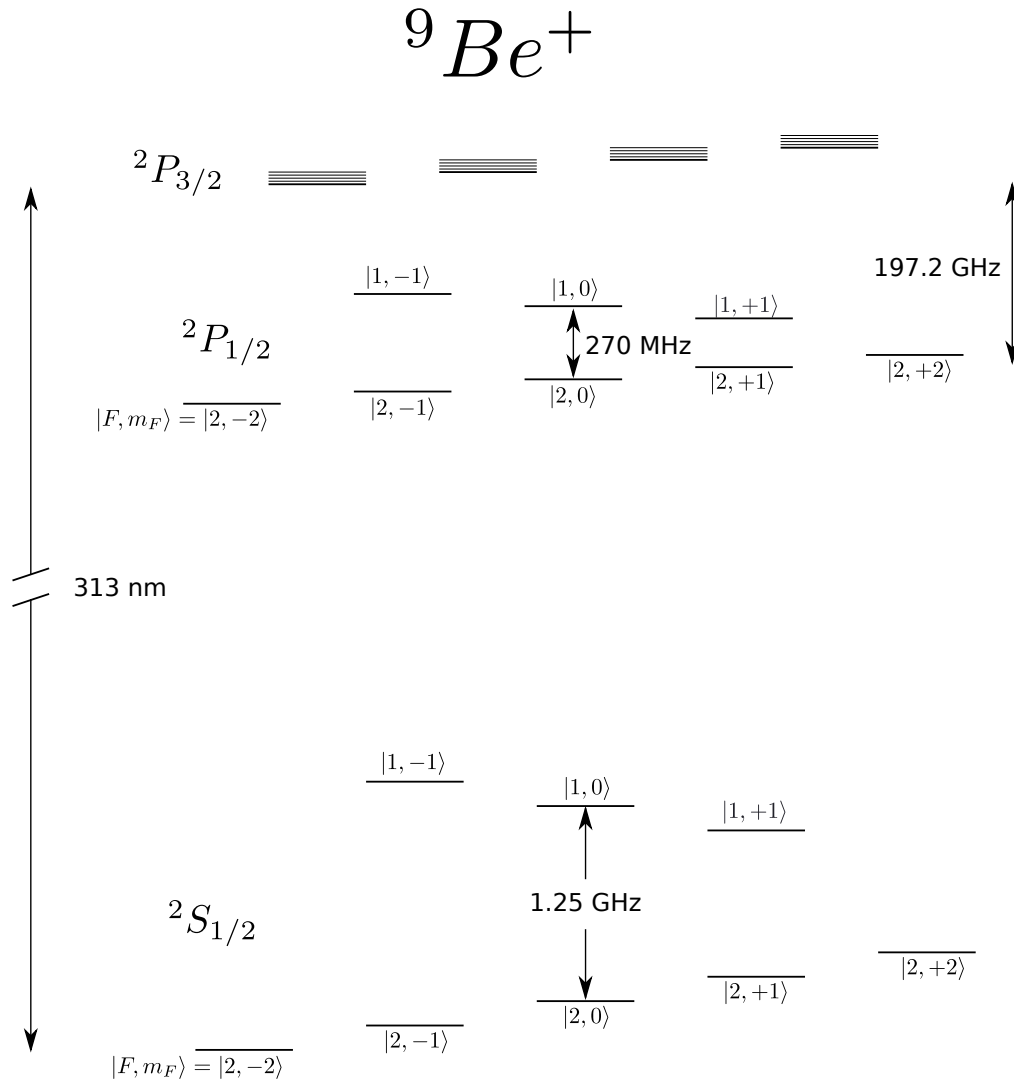 ⁹Be⁺
²P₃/₂
197.2 GHz
|1, −1⟩
|1, 0⟩
|1, +1⟩
²P₁/₂
270 MHz
|F, m_F⟩ = |2, −2⟩
|2, −1⟩
|2, 0⟩
|2, +1⟩
|2, +2⟩
313 nm
|1, −1⟩
|1, 0⟩
|1, +1⟩
1.25 GHz
²S₁/₂
|F, m_F⟩ = |2, −2⟩
|2, −1⟩
|2, 0⟩
|2, +1⟩
|2, +2⟩